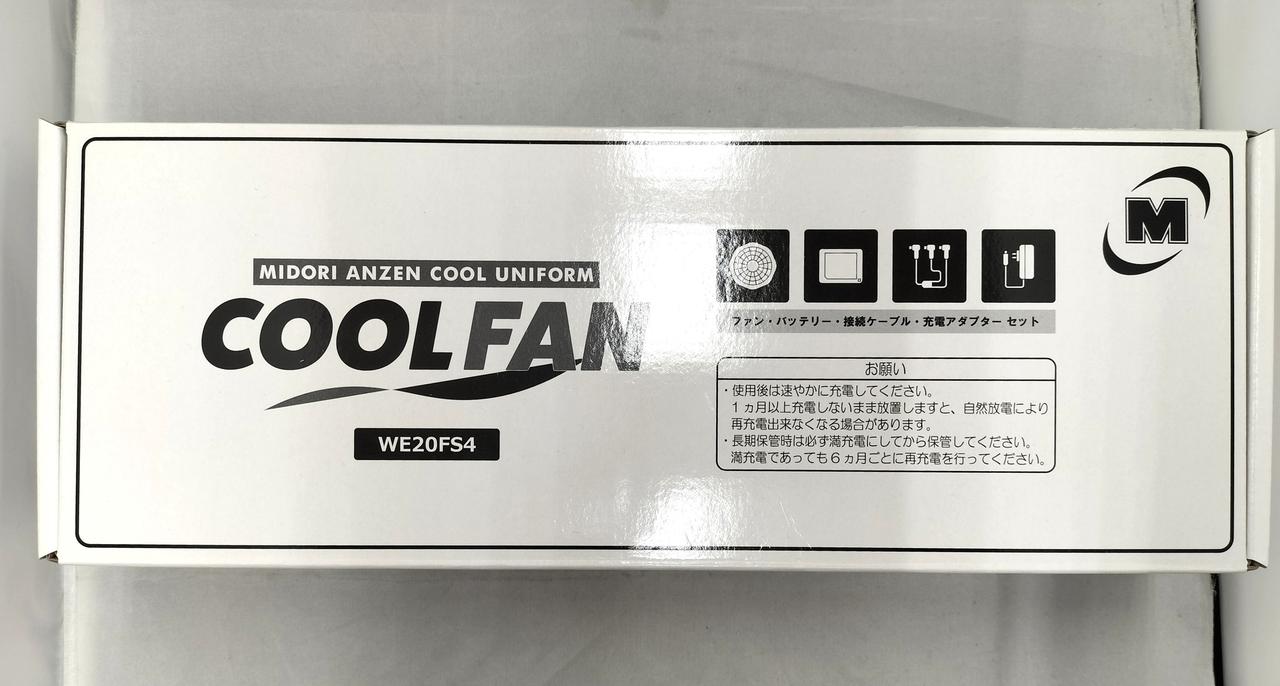 MIDORI ANZEN COOL UNIFORM
COOLFAN
WE20FS4
M
ファン・バッテリー・接続ケーブル・充電アダプター セット
お願い
・使用後は速やかに充電してください。
１ヵ月以上充電しないまま放置しますと、自然放電により
再充電出来なくなる場合があります。
・長期保管時は必ず満充電にしてから保管してください。
満充電であっても６ヵ月ごとに再充電を行ってください。